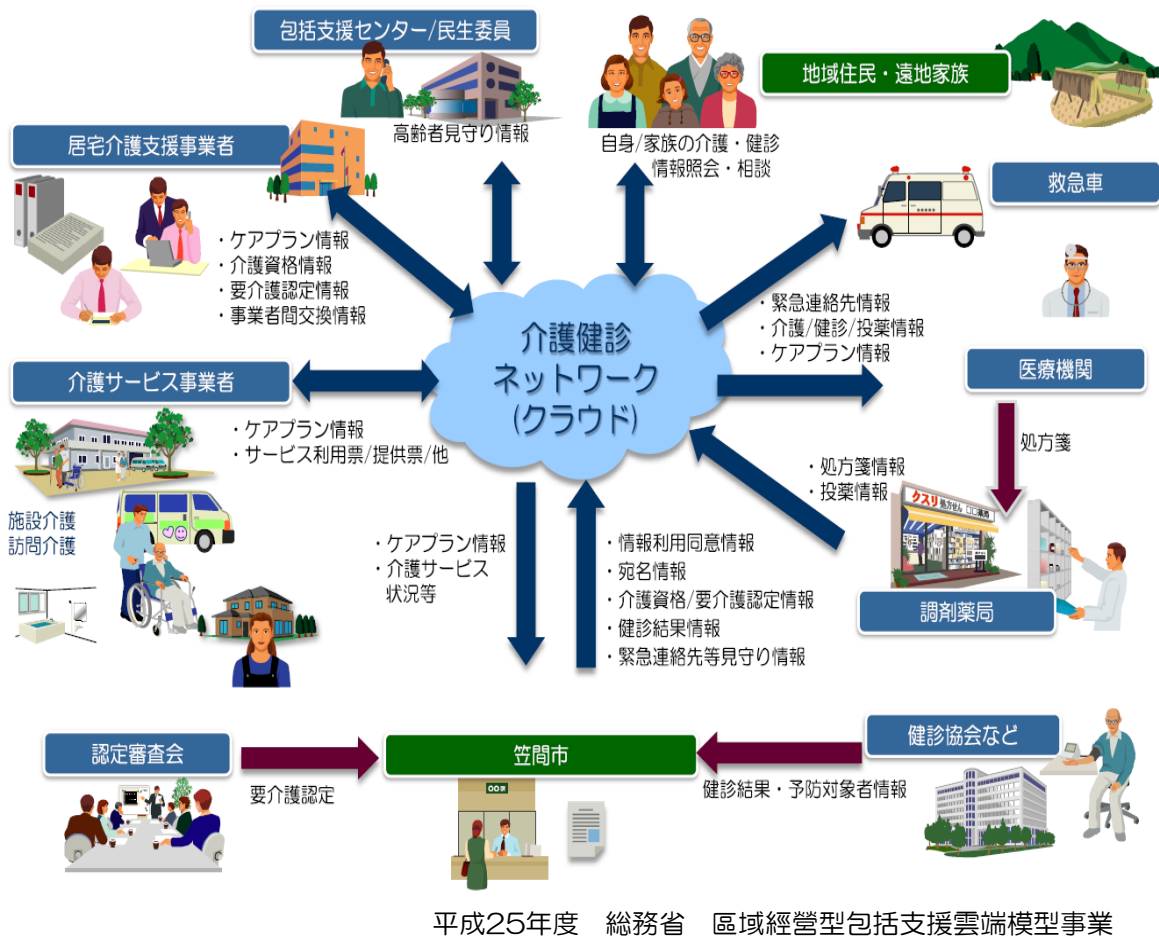 包括支援センター/民生委員
高齢者見守り情報
自身/家族の介護・健診
情報照会・相談
地域住民・遠地家族
居宅介護支援事業者
・ケアプラン情報
・介護資格情報
・要介護認定情報
・事業者間交換情報
救急車
・緊急連絡先情報
・介護/健診/投薬情報
・ケアプラン情報
介護健診
ネットワーク
(クラウド)
介護サービス事業者
・ケアプラン情報
・サービス利用票/提供票/他
施設介護
訪問介護
医療機関
処方箋
・処方箋情報
・投薬情報
クスリ 処方せん □□薬局
調剤薬局
・ケアプラン情報
・介護サービス
状況等
・情報利用同意情報
・宛名情報
・介護資格/要介護認定情報
・健診結果情報
・緊急連絡先等見守り情報
認定審査会
要介護認定
笠間市
健診協会など
健診結果・予防対象者情報
平成25年度　総務省　區域經營型包括支援雲端模型事業